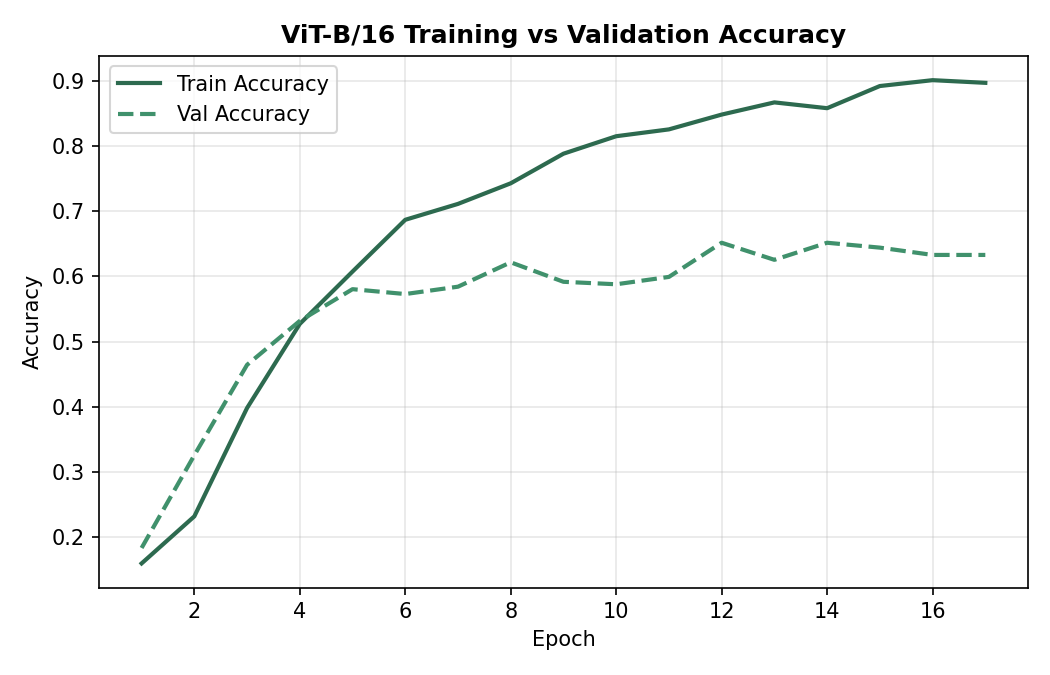 ViT-B/16 Training vs Validation Accuracy
Train Accuracy
Val Accuracy
0.9
0.8
0.7
0.6
0.5
0.4
0.3
0.2
Accuracy
2 4 6 8 10 12 14 16
Epoch